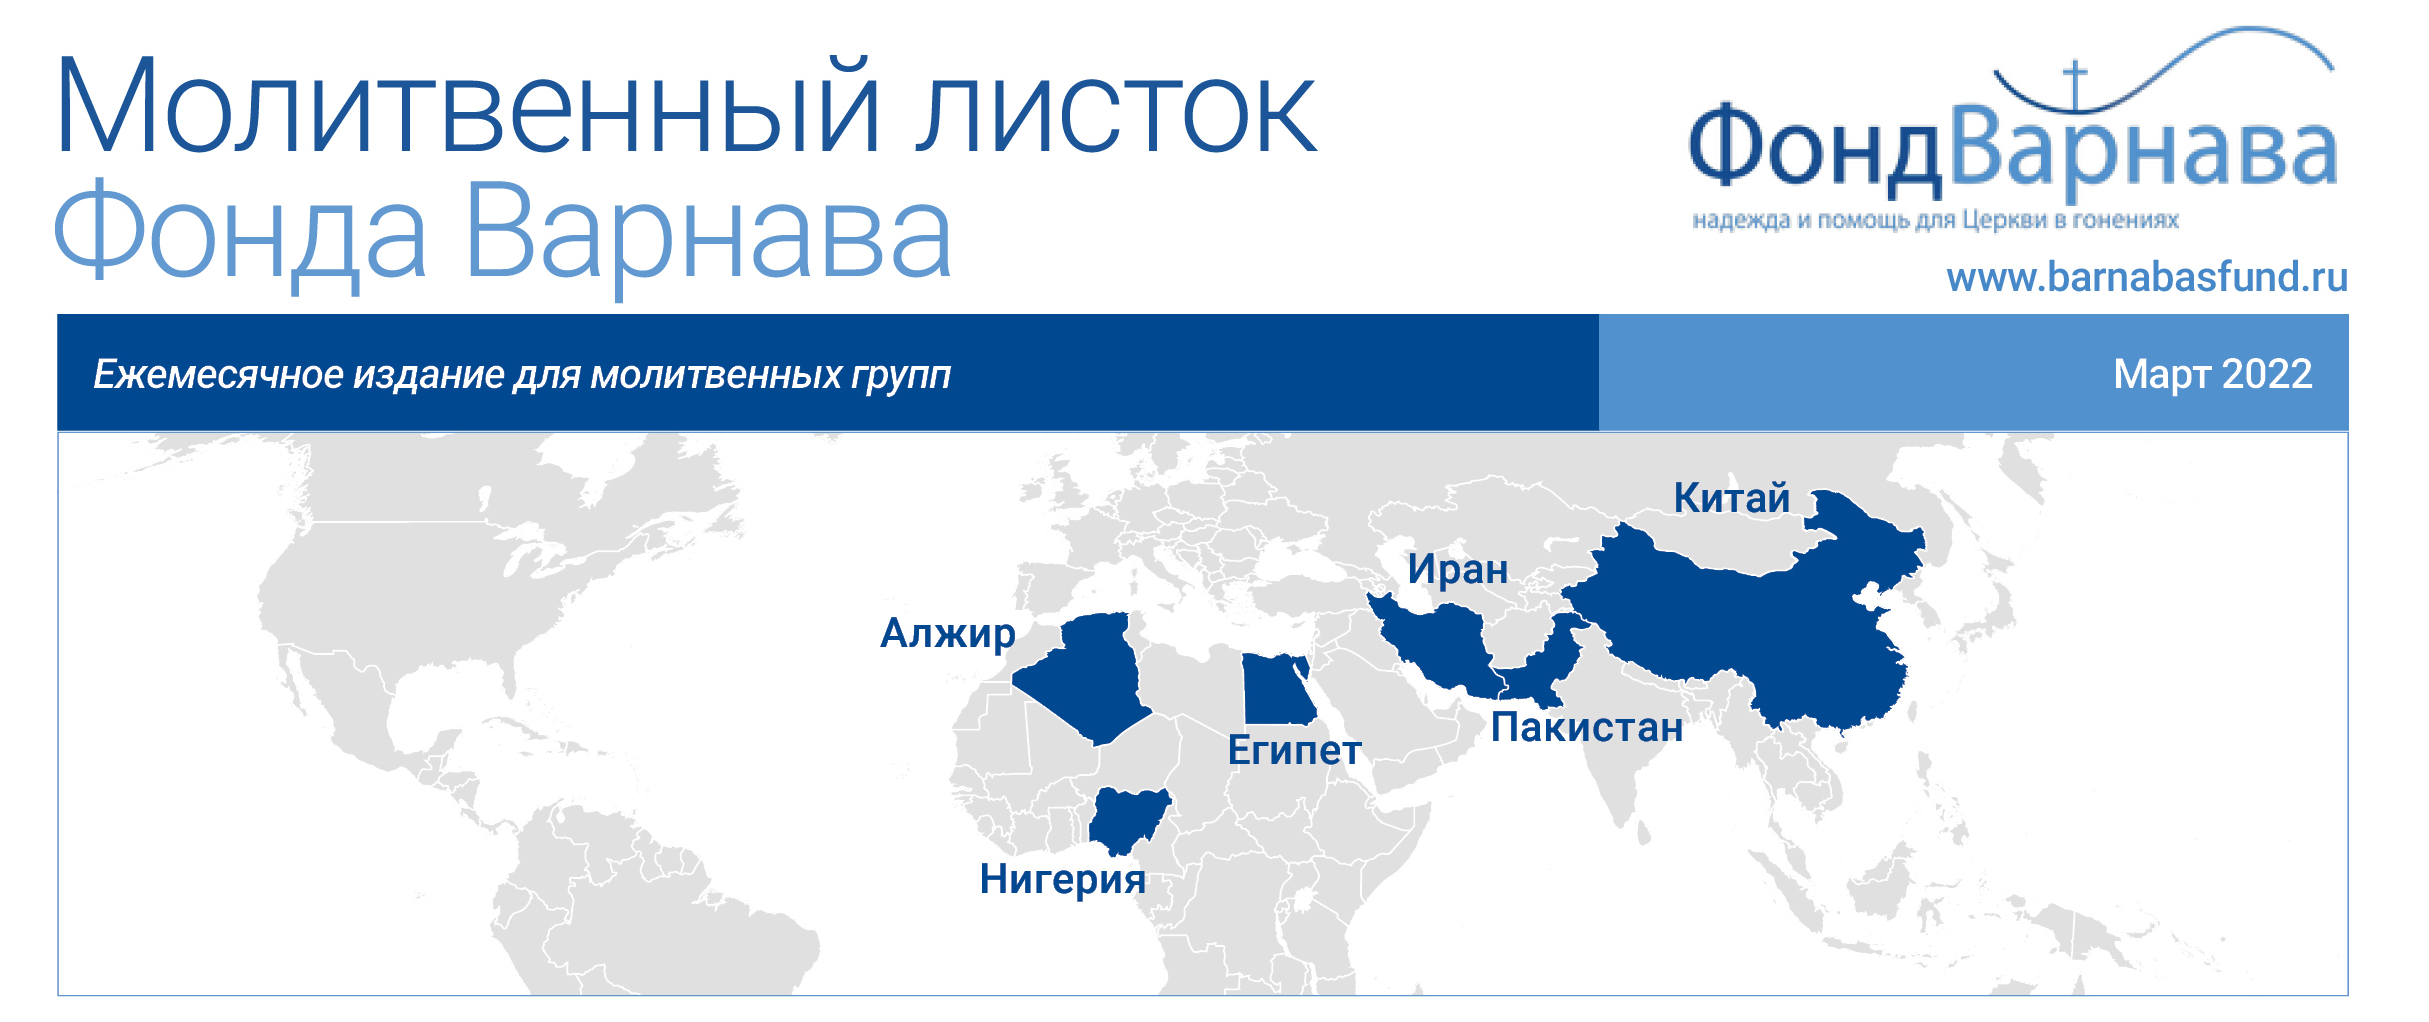 Молитвенный листок
Фонда Варнава
ФондВарнава
надежда и помощь для Церкви в гонениях
www.barnabasfund.ru
Ежемесячное издание для молитвенных групп
Март 2022
Китай
Иран
Алжир
Пакистан
Египет
Нигерия